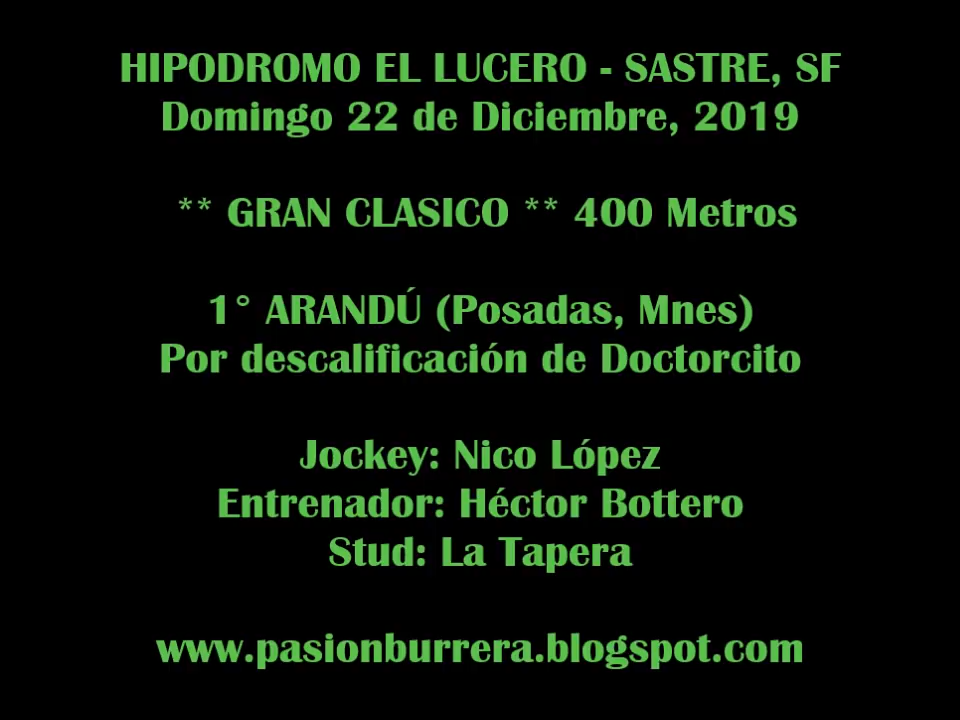 HIPODROMO EL LUCERO - SASTRE, SF
Domingo 22 de Diciembre, 2019
** GRAN CLASICO ** 400 Metros
1° ARANDÚ (Posadas, Mnes)
Por descalificación de Doctorcito
Jockey: Nico López
Entrenador: Héctor Bottero
Stud: La Tapera
www.pasionburrera.blogspot.com